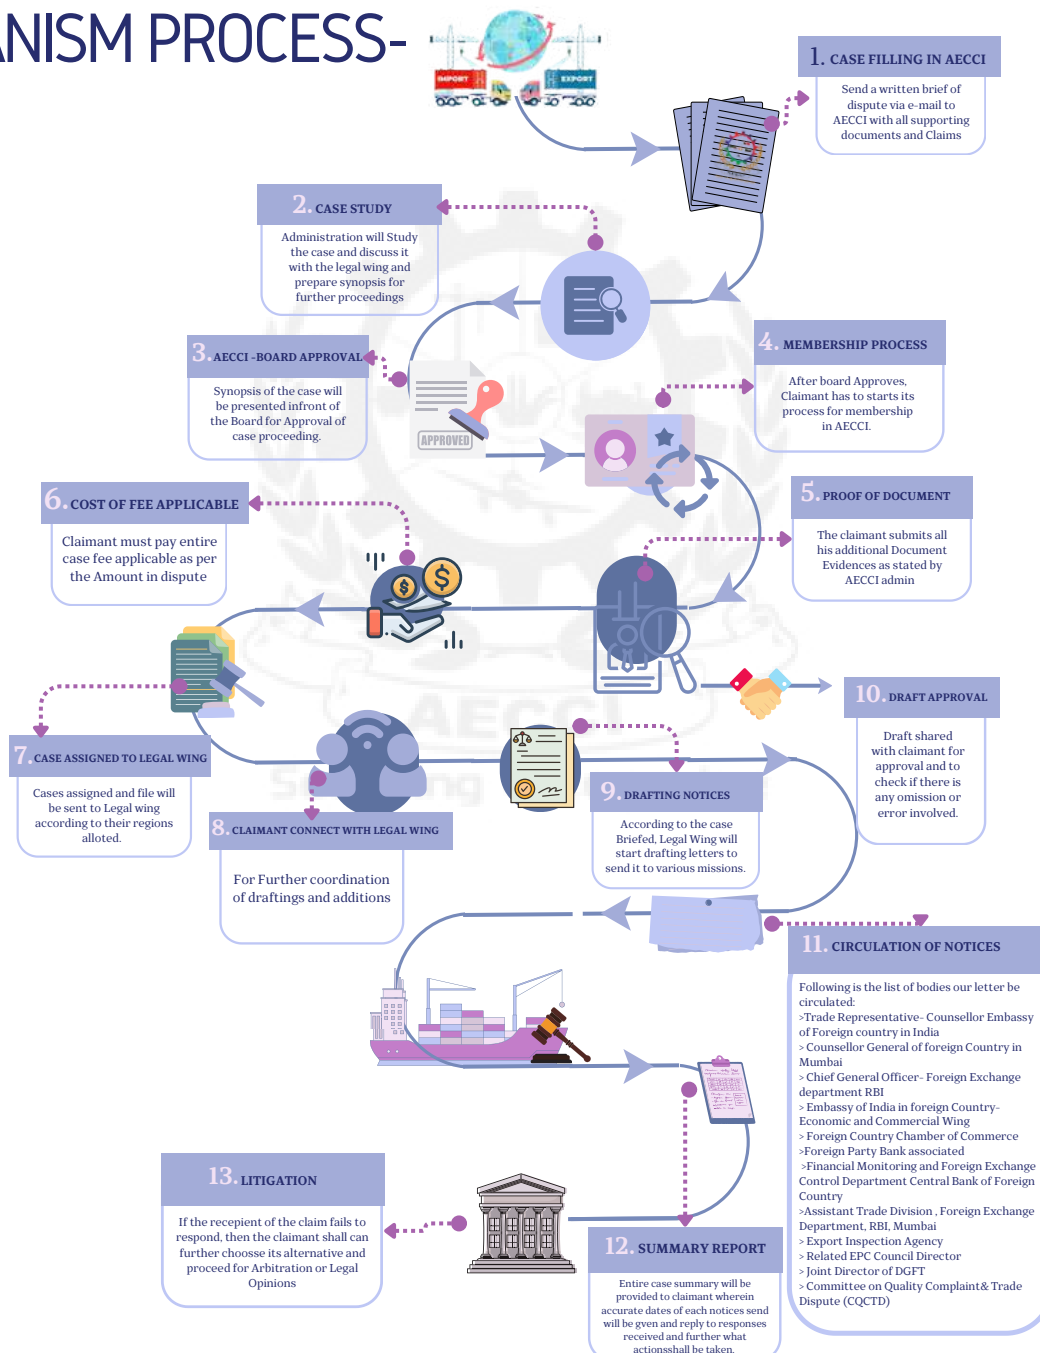 ANISM PROCESS-
IMPORT
EXPORT
1. CASE FILLING IN AECCI
Send a written brief of
dispute via e-mail to
AECCI with all supporting
documents and Claims
2. CASE STUDY
Administration will Study
the case and discuss it
with the legal wing and
prepare synopsis for
further proceedings
3. AECCI -BOARD APPROVAL
Synopsis of the case will
be presented infront of
the Board for Approval of
case proceeding.
APPROVED
4. MEMBERSHIP PROCESS
After board Approves,
Claimant has to starts its
process for membership
in AECCI.
5. PROOF OF DOCUMENT
The claimant submits all
his additional Document
Evidences as stated by
AECCI admin
6. COST OF FEE APPLICABLE
Claimant must pay entire
case fee applicable as per
the Amount in dispute
$
$
7. CASE ASSIGNED TO LEGAL WING
Cases assigned and file will
be sent to Legal wing
according to their regions
alloted.
AECCI
8. CLAIMANT CONNECT WITH LEGAL WING
For Further coordination
of draftings and additions
9. DRAFTING NOTICES
According to the case
Briefed, Legal Wing will
start drafting letters to
send it to various missions.
10. DRAFT APPROVAL
Draft shared
with claimant for
approval and to
check if there is
any omission or
error involved.
11. CIRCULATION OF NOTICES
Following is the list of bodies our letter be
circulated:
>Trade Representative- Counsellor Embassy
of Foreign country in India
> Counsellor General of foreign Country in
Mumbai
> Chief General Officer- Foreign Exchange
department RBI
> Embassy of India in foreign Country-
Economic and Commercial Wing
> Foreign Country Chamber of Commerce
>Foreign Party Bank associated
>Financial Monitoring and Foreign Exchange
Control Department Central Bank of Foreign
Country
>Assistant Trade Division , Foreign Exchange
Department, RBI, Mumbai
> Export Inspection Agency
> Related EPC Council Director
> Joint Director of DGFT
> Committee on Quality Complaint& Trade
Dispute (CQCTD)
12. SUMMARY REPORT
Entire case summary will be
provided to claimant wherein
accurate dates of each notices send
will be gven and reply to responses
received and further what
actionsshall be taken.
13. LITIGATION
If the recepient of the claim fails to
respond, then the claimant shall can
further choosse its alternative and
proceed for Arbitration or Legal
Opinions